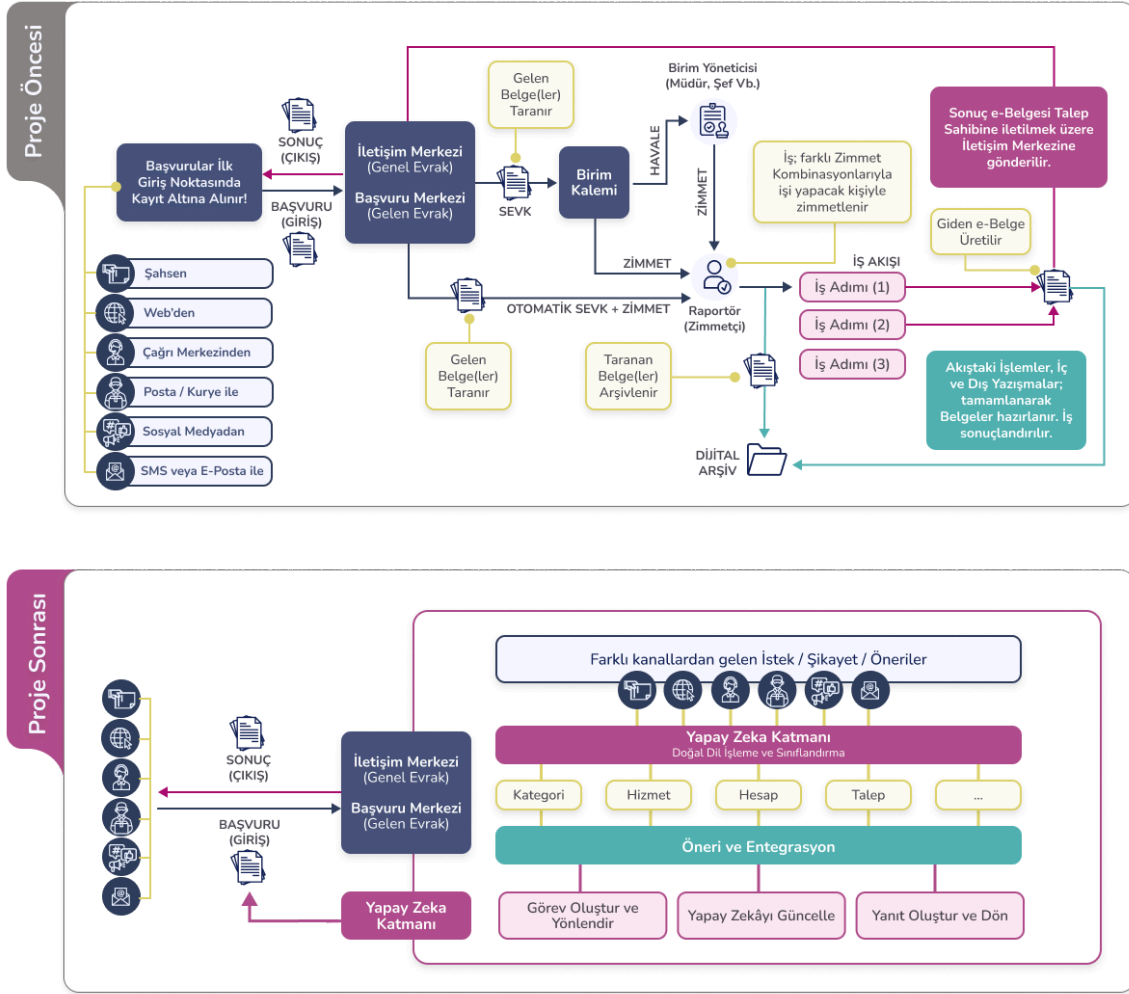 Proje Öncesi
Birim Yöneticisi
(Müdür, Şef Vb.)
Gelen
Belge(ler)
Taranır
Sonuç e-Belgesi Talep
Sahibine iletilmek üzere
İletişim Merkezine
gönderilir.
SONUÇ
(ÇIKIŞ)
Başvurular İlk
Giriş Noktasında
Kayıt Altına Alınır!
İletişim Merkezi
(Genel Evrak)
Başvuru Merkezi
(Gelen Evrak)
BAŞVURU
(GİRİŞ)
SEVK
Birim
Kalemi
HAVALE
ZİMMET
İş; farklı Zimmet
Kombinasyonlarıyla
işi yapacak kişiyle
zimmetlenir
Giden e-Belge
Üretilir
ZİMMET
OTOMATİK SEVK + ZİMMET
Raportör
(Zimmetçi)
İŞ AKIŞI
İş Adımı (1)
İş Adımı (2)
İş Adımı (3)
Şahsen
Web'den
Çağrı Merkezinden
Posta / Kurye ile
Sosyal Medyadan
SMS veya E-Posta ile
Gelen
Belge(ler)
Taranır
Taranan
Belge(ler)
Arşivlenir
Akıştaki İşlemler, İç
ve Dış Yazışmalar;
tamamlanarak
Belgeler hazırlanır. İş
sonuçlandırılır.
DİJİTAL
ARŞİV
Proje Sonrası
SONUÇ
(ÇIKIŞ)
BAŞVURU
(GİRİŞ)
İletişim Merkezi
(Genel Evrak)
Başvuru Merkezi
(Gelen Evrak)
Yapay Zeka
Katmanı
Farklı kanallardan gelen İstek / Şikayet / Öneriler
Yapay Zeka Katmanı
Doğal Dil İşleme ve Sınıflandırma
Kategori
Hizmet
Hesap
Talep
...
Öneri ve Entegrasyon
Görev Oluştur ve
Yönlendir
Yapay Zekâyı Güncelle
Yanıt Oluştur ve Dön